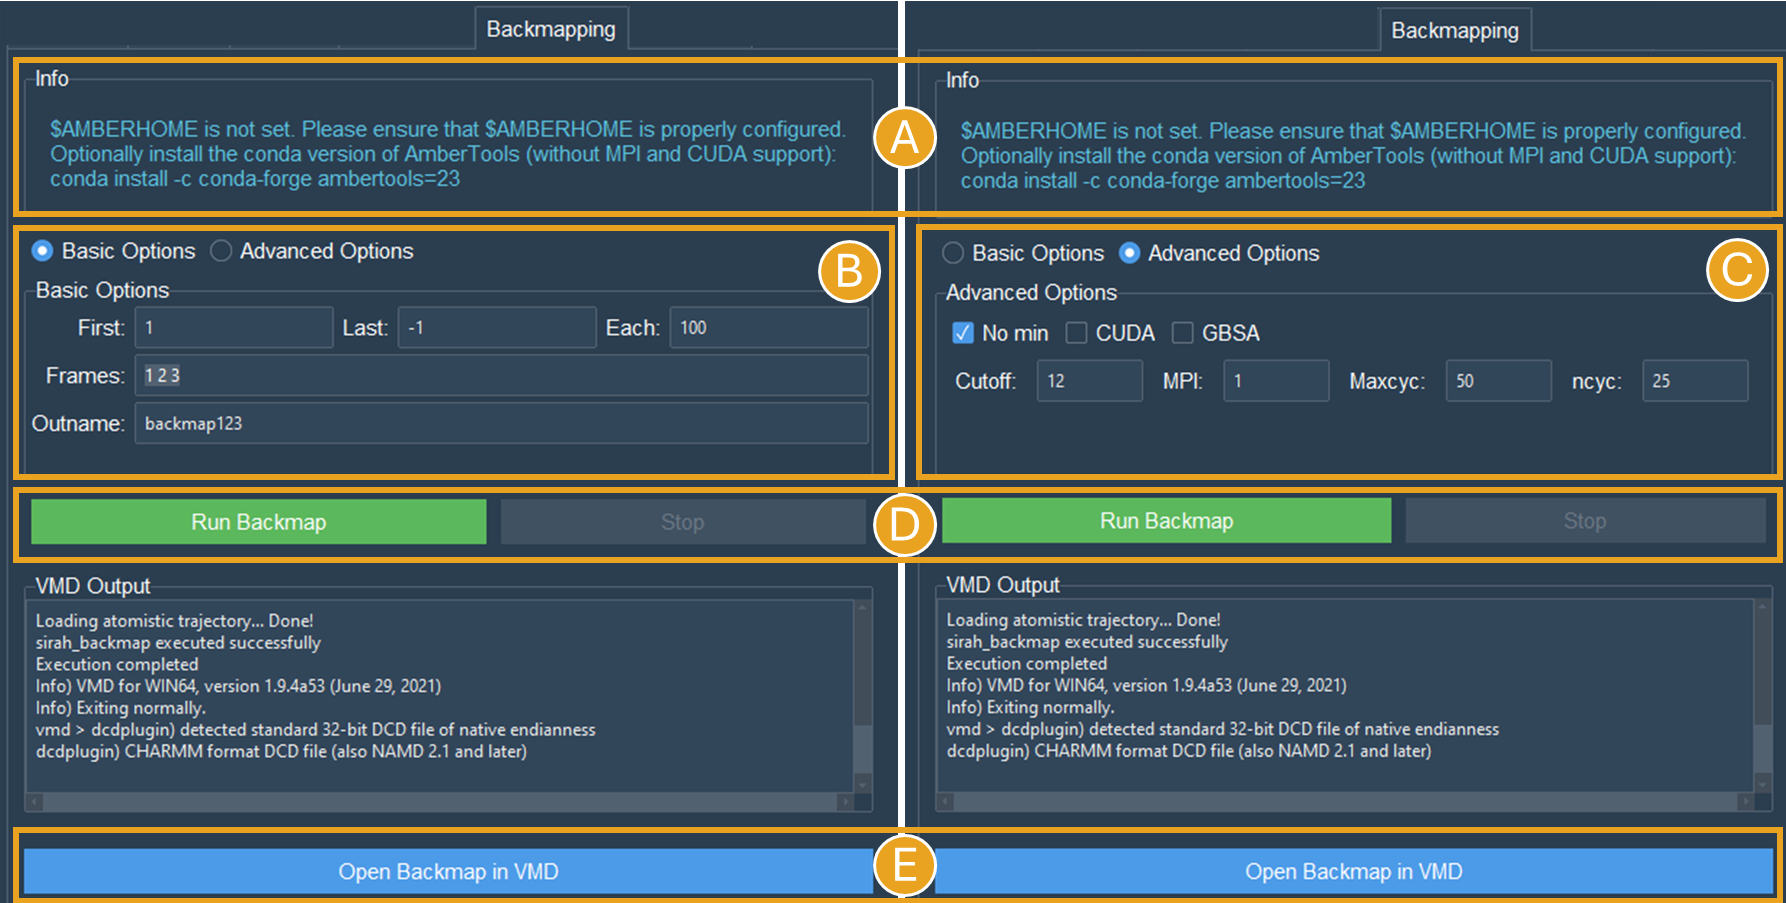 Backmapping
Info
$AMBERHOME is not set. Please ensure that $AMBERHOME is properly configured.
Optionally install the conda version of AmberTools (without MPI and CUDA support):
conda install -c conda-forge ambertools=23
Basic Options Advanced Options
B
Basic Options
First: 1 Last: -1 Each: 100
Frames: 1 2 3
Outname: backmap123
Run Backmap Stop
VMD Output
Loading atomistic trajectory... Done!
sirah_backmap executed successfully
Execution completed
Info) VMD for WIN64, version 1.9.4a53 (June 29, 2021)
Info) Exiting normally.
vmd > dcdplugin) detected standard 32-bit DCD file of native endianness
dcdplugin) CHARMM format DCD file (also NAMD 2.1 and later)
Open Backmap in VMD
A
D
E
Backmapping
Info
$AMBERHOME is not set. Please ensure that $AMBERHOME is properly configured.
Optionally install the conda version of AmberTools (without MPI and CUDA support):
conda install -c conda-forge ambertools=23
Basic Options Advanced Options
C
Advanced Options
No min CUDA GBSA
Cutoff: 12 MPI: 1 Maxcyc: 50 ncyc: 25
Run Backmap Stop
VMD Output
Loading atomistic trajectory... Done!
sirah_backmap executed successfully
Execution completed
Info) VMD for WIN64, version 1.9.4a53 (June 29, 2021)
Info) Exiting normally.
vmd > dcdplugin) detected standard 32-bit DCD file of native endianness
dcdplugin) CHARMM format DCD file (also NAMD 2.1 and later)
Open Backmap in VMD